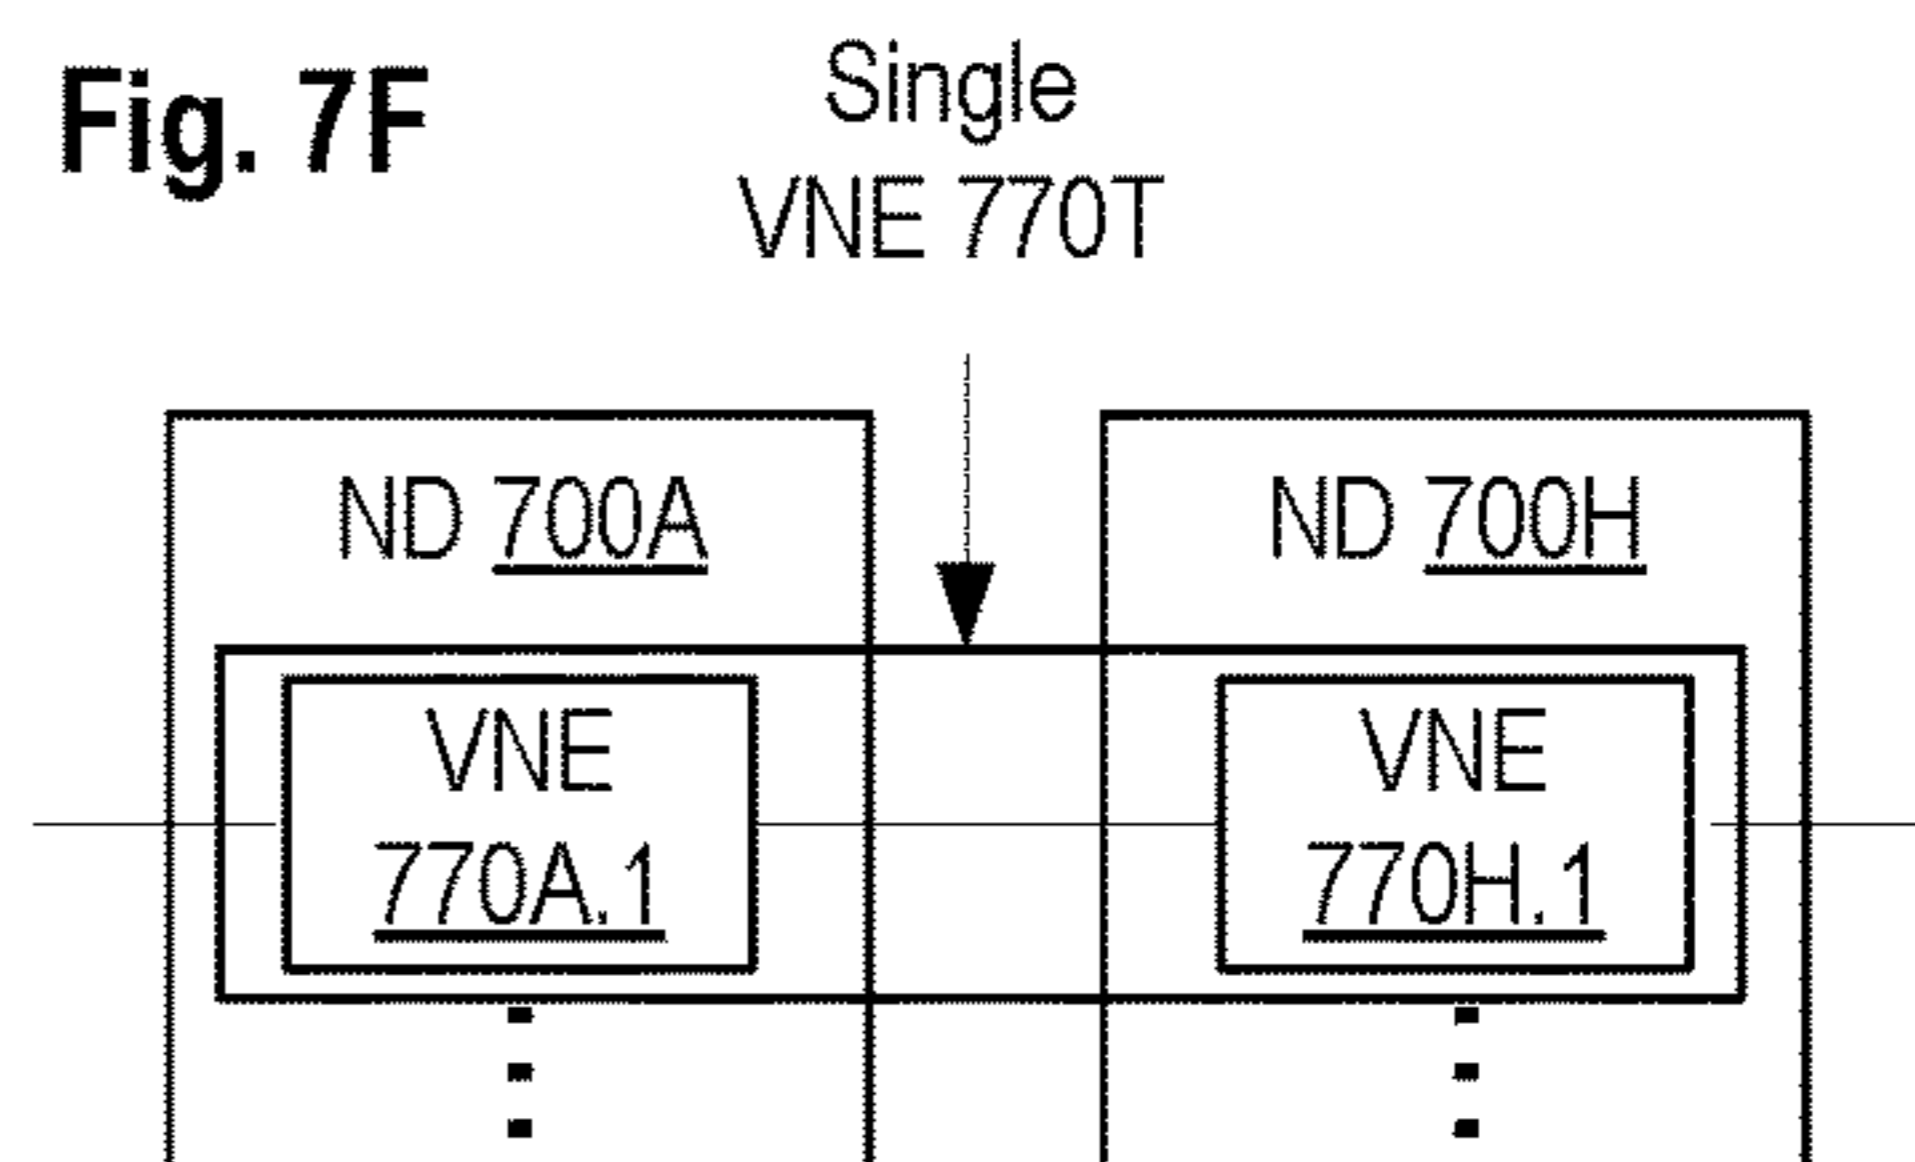 Fig. 7F
Single
VNE 770T
ND 700A
ND 700H
VNE
770A.1
VNE
770H.1